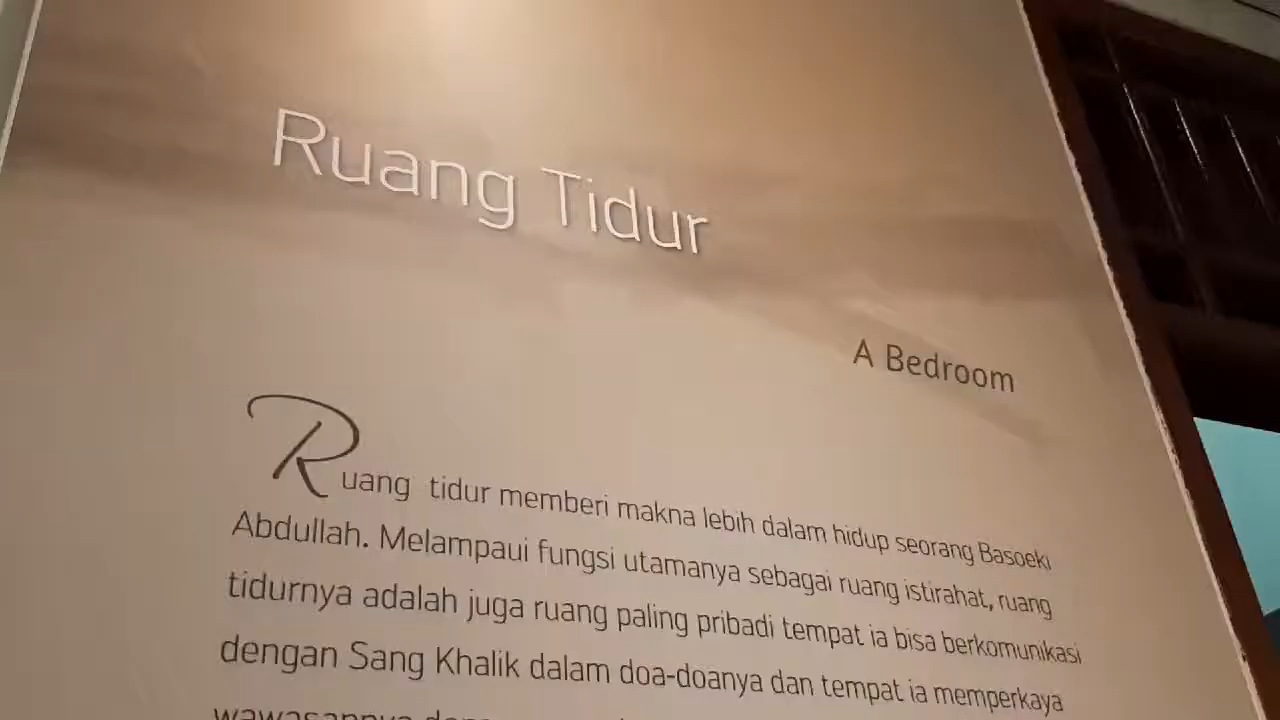 Ruang Tidur
A Bedroom
Ruang tidur memberi makna lebih dalam hidup seorang Basoeki
Abdullah. Melampaui fungsi utamanya sebagai ruang istirahat, ruang
tidurnya adalah juga ruang paling pribadi tempat ia bisa berkomunikasi
dengan Sang Khalik dalam doa-doanya dan tempat ia memperkaya
wawasannya